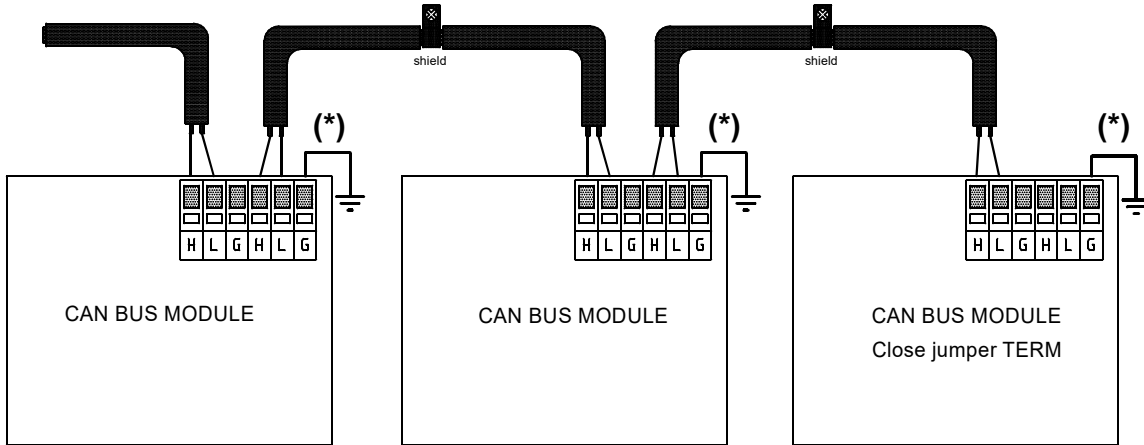 shield
shield
(*)
(*)
(*)
H L G H L G
H L G H L G
H L G H L G
CAN BUS MODULE
CAN BUS MODULE
CAN BUS MODULE
Close jumper TERM